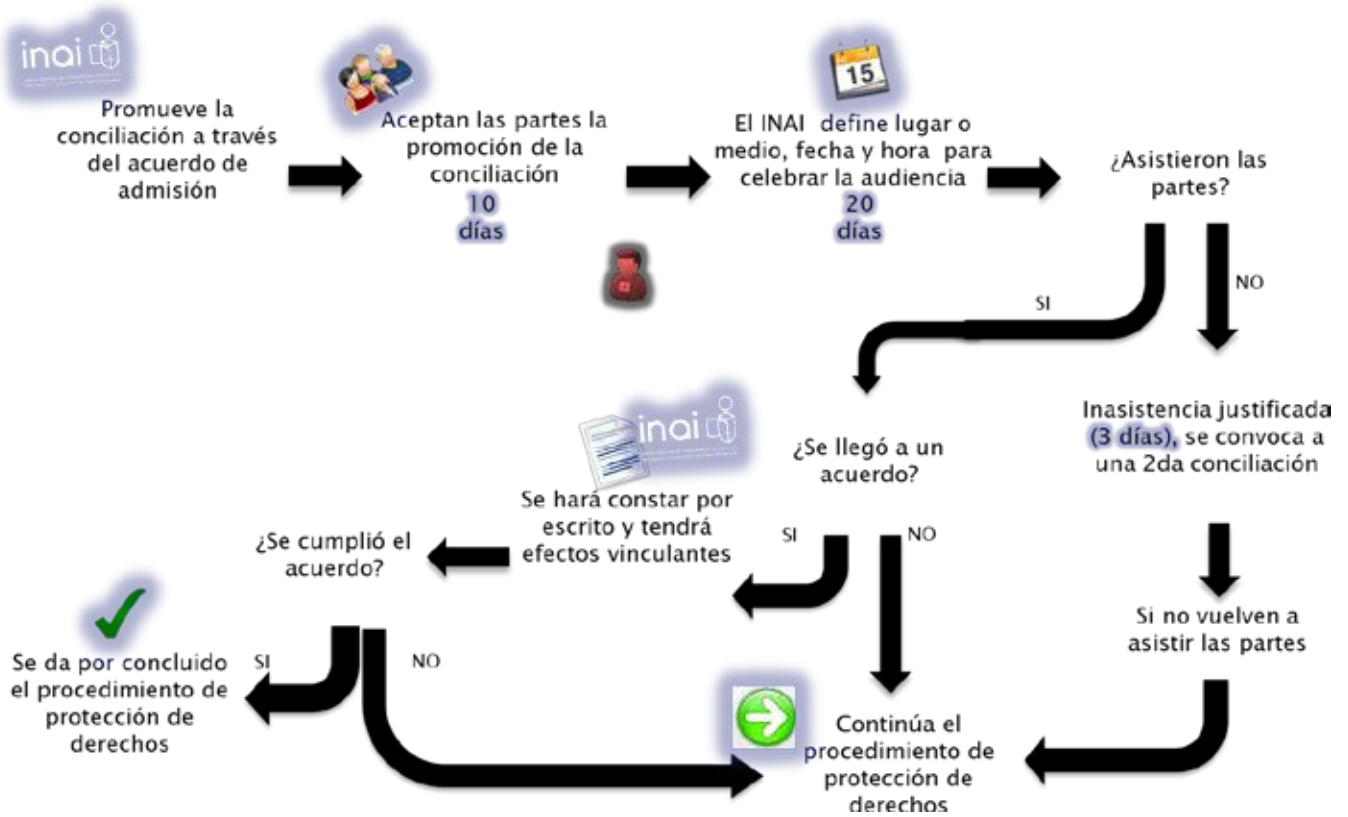 inai
Promueve la
conciliación a través
del acuerdo de
admisión
Aceptan las partes la
promoción de la
conciliación
10
días
15
El INAI define lugar o
medio, fecha y hora para
celebrar la audiencia
20
días
¿Asistieron las
partes?
SI
NO
Inasistencia justificada
(3 días), se convoca a
una 2da conciliación
Si no vuelven a
asistir las partes
¿Se llegó a un
acuerdo?
SI
NO
inai
Se hará constar por
escrito y tendrá
efectos vinculantes
¿Se cumplió el
acuerdo?
SI
NO
Se da por concluido
el procedimiento de
protección de
derechos
Continúa el
procedimiento de
protección de
derechos